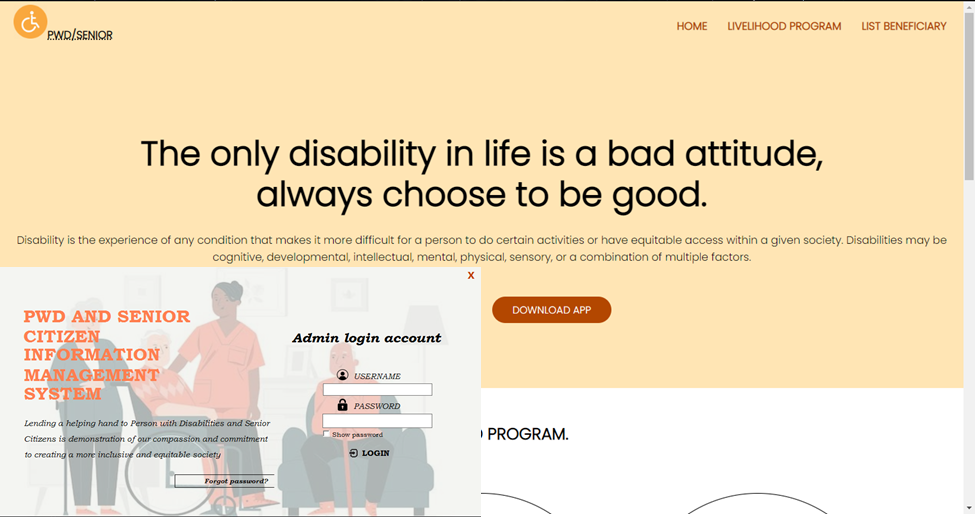 PWD/SENIOR
HOME LIVELIHOOD PROGRAM LIST BENEFICIARY
The only disability in life is a bad attitude,
always choose to be good.
Disability is the experience of any condition that makes it more difficult for a person to do certain activities or have equitable access within a given society. Disabilities may be
cognitive, developmental, intellectual, mental, physical, sensory, or a combination of multiple factors.
DOWNLOAD APP
X
PWD AND SENIOR
CITIZEN
INFORMATION
MANAGEMENT
SYSTEM
Lending a helping hand to Person with Disabilities and Senior
Citizens is demonstration of our compassion and commitment
to creating a more inclusive and equitable society
Forgot password?
Admin login account
USERNAME
PASSWORD
Show password
LOGIN
PROGRAM.